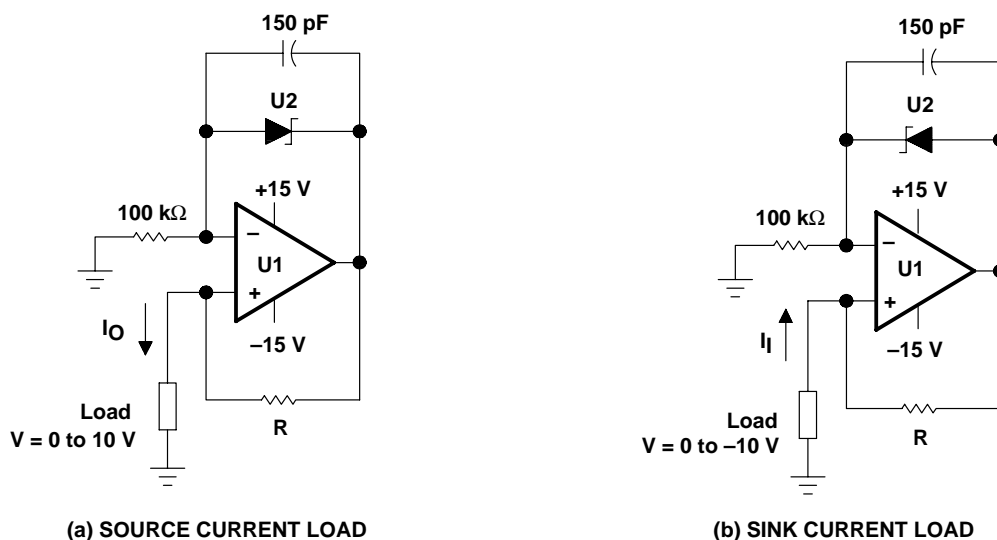 150 pF
U2
+15 V
100 kΩ
–
U1
+
–15 V
IO
Load
V = 0 to 10 V
R
(a) SOURCE CURRENT LOAD
150 pF
U2
+15 V
100 kΩ
–
U1
+
–15 V
II
Load
V = 0 to –10 V
R
(b) SINK CURRENT LOAD